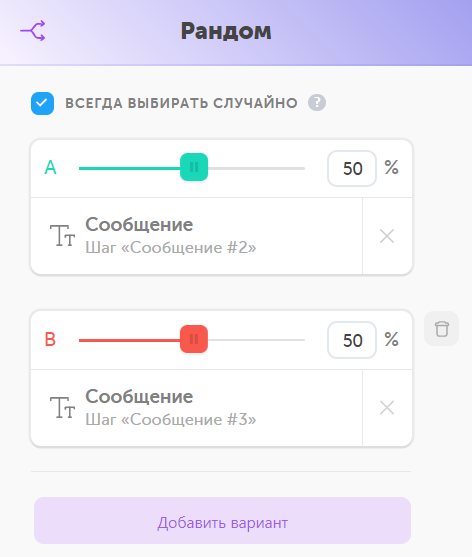 Рандом
ВСЕГДА ВЫБИРАТЬ СЛУЧАЙНО ?
A 50 %
Сообщение
Шаг «Сообщение #2»
B 50 %
Сообщение
Шаг «Сообщение #3»
Добавить вариант